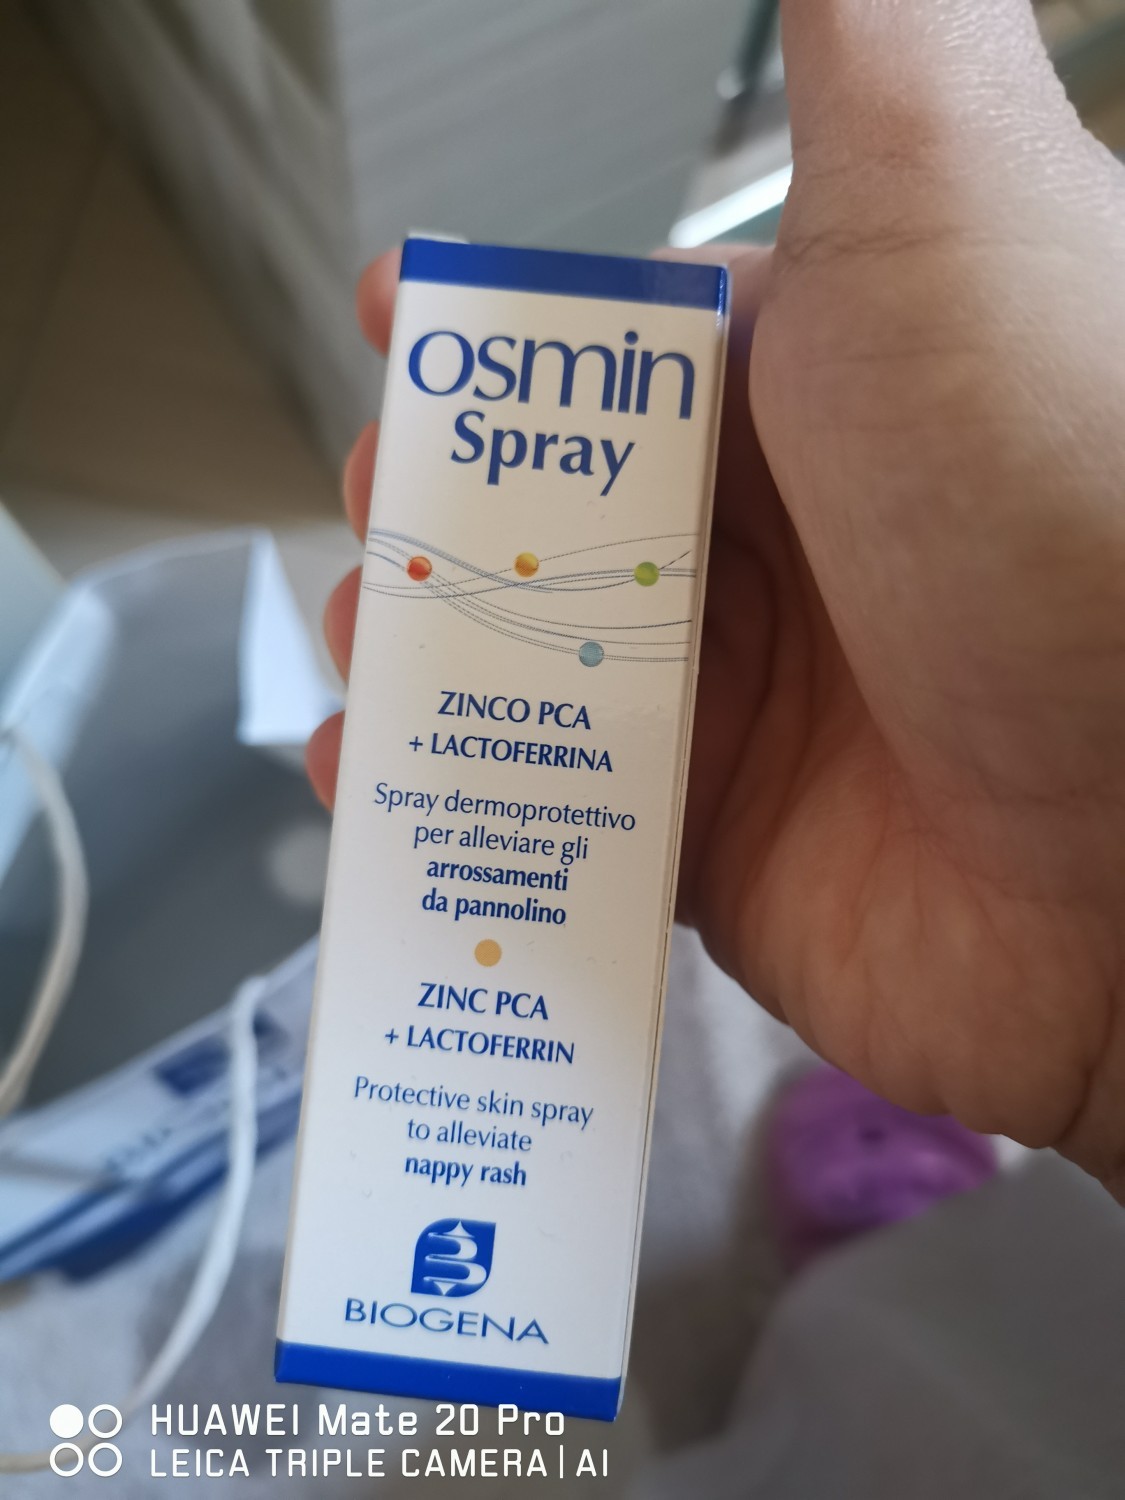 osmin
Spray
ZINCO PCA
+ LACTOFERRINA
Spray dermoprotettivo
per alleviare gli
arrossamenti
da pannolino
ZINC PCA
+ LACTOFERRIN
Protective skin spray
to alleviate
nappy rash
BIOGENA
HUAWEI Mate 20 Pro
LEICA TRIPLE CAMERA | AI